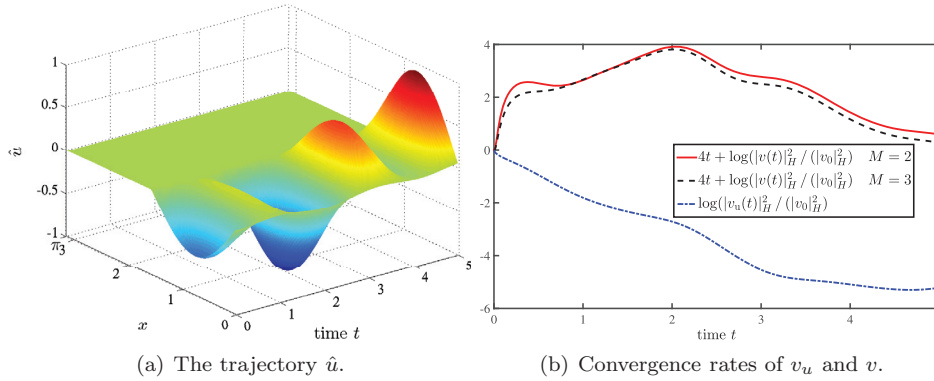 1
0.5
0
-0.5
-1
û
π 3
2
1
0
x
0
1
2
3
4
5
time t
(a) The trajectory û.
4
2
0
-2
-4
-6
0
2
4
time t
4t + log(|v(t)|²_H / (|v₀|²_H) M = 2
4t + log(|v(t)|²_H / (|v₀|²_H) M = 3
log(|v_u(t)|²_H / (|v₀|²_H)
(b) Convergence rates of v_u and v.